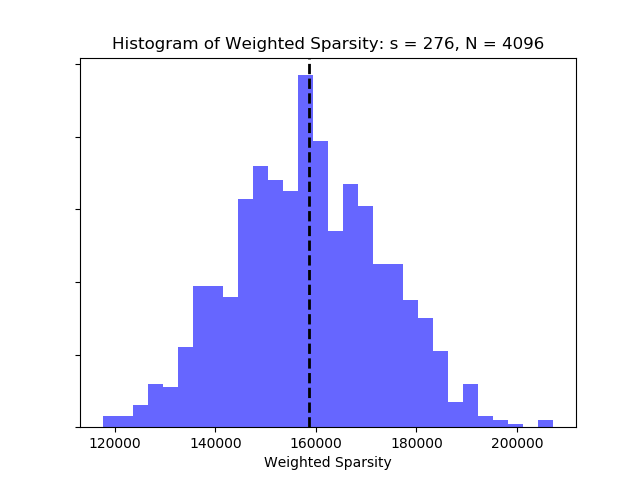 Histogram of Weighted Sparsity: s = 276, N = 4096
120000 140000 160000 180000 200000
Weighted Sparsity